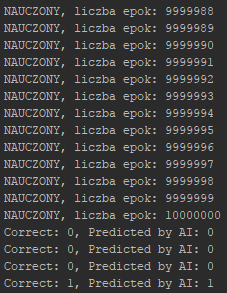 NAUCZONY, liczba epok: 9999988
NAUCZONY, liczba epok: 9999989
NAUCZONY, liczba epok: 9999990
NAUCZONY, liczba epok: 9999991
NAUCZONY, liczba epok: 9999992
NAUCZONY, liczba epok: 9999993
NAUCZONY, liczba epok: 9999994
NAUCZONY, liczba epok: 9999995
NAUCZONY, liczba epok: 9999996
NAUCZONY, liczba epok: 9999997
NAUCZONY, liczba epok: 9999998
NAUCZONY, liczba epok: 9999999
NAUCZONY, liczba epok: 10000000
Correct: 0, Predicted by AI: 0
Correct: 0, Predicted by AI: 0
Correct: 0, Predicted by AI: 0
Correct: 1, Predicted by AI: 1